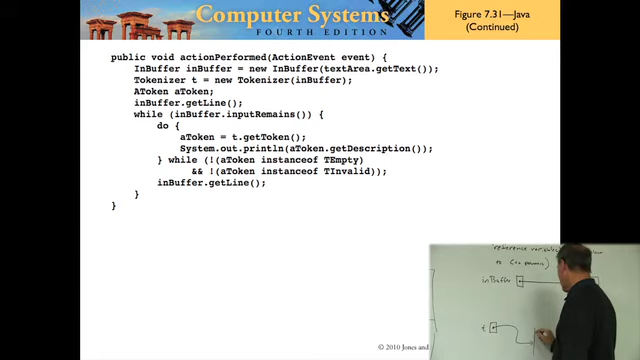 Computer Systems
FOURTH EDITION
Figure 7.31—Java
(Continued)
public void actionPerformed(ActionEvent event) {
InBuffer inBuffer = new InBuffer(textArea.getText());
Tokenizer t = new Tokenizer(inBuffer);
AToken aToken;
inBuffer.getLine();
while (inBuffer.inputRemains()) {
do {
aToken = t.getToken();
System.out.println(aToken.getDescription());
} while (!(aToken instanceof TEmpty)
&& !(aToken instanceof TInvalid));
inBuffer.getLine();
}
}
reference
to
inBuffer
t
© 2010 Jones and